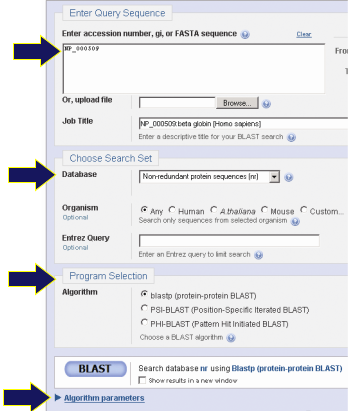 Enter Query Sequence
Enter accession number, gi, or FASTA sequence Clear
NP_000509
Or, upload file Browse...
Job Title NP_000509:beta globin [Homo sapiens]
Enter a descriptive title for your BLAST search
Choose Search Set
Database Non-redundant protein sequences (nr)
Organism Any Human A.thaliana Mouse Custom...
Optional Search only sequences from selected organism
Entrez Query
Optional
Enter an Entrez query to limit search
Program Selection
Algorithm blastp (protein-protein BLAST)
PSI-BLAST (Position-Specific Iterated BLAST)
PHI-BLAST (Pattern Hit Initiated BLAST)
Choose a BLAST algorithm
BLAST Search database nr using Blastp (protein-protein BLAST)
Show results in a new window
Algorithm parameters